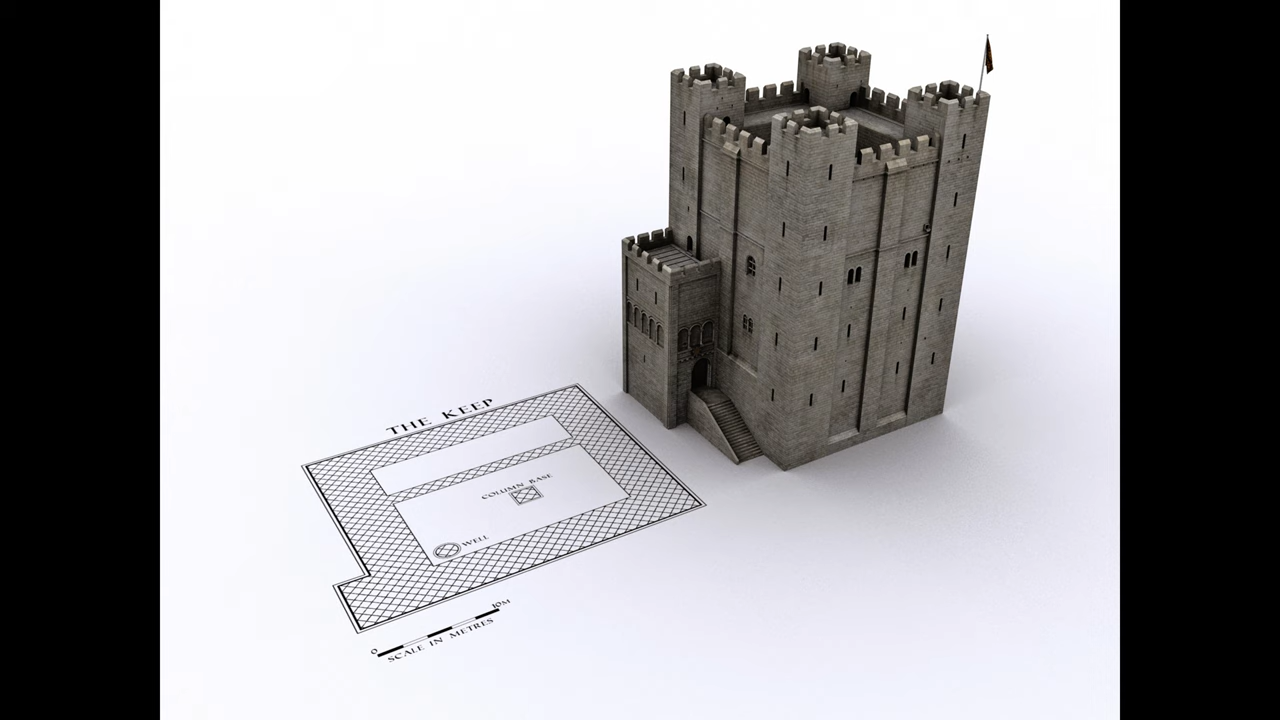 THE KEEP
COLUMN BASE
WELL
0
10M
SCALE IN METRES